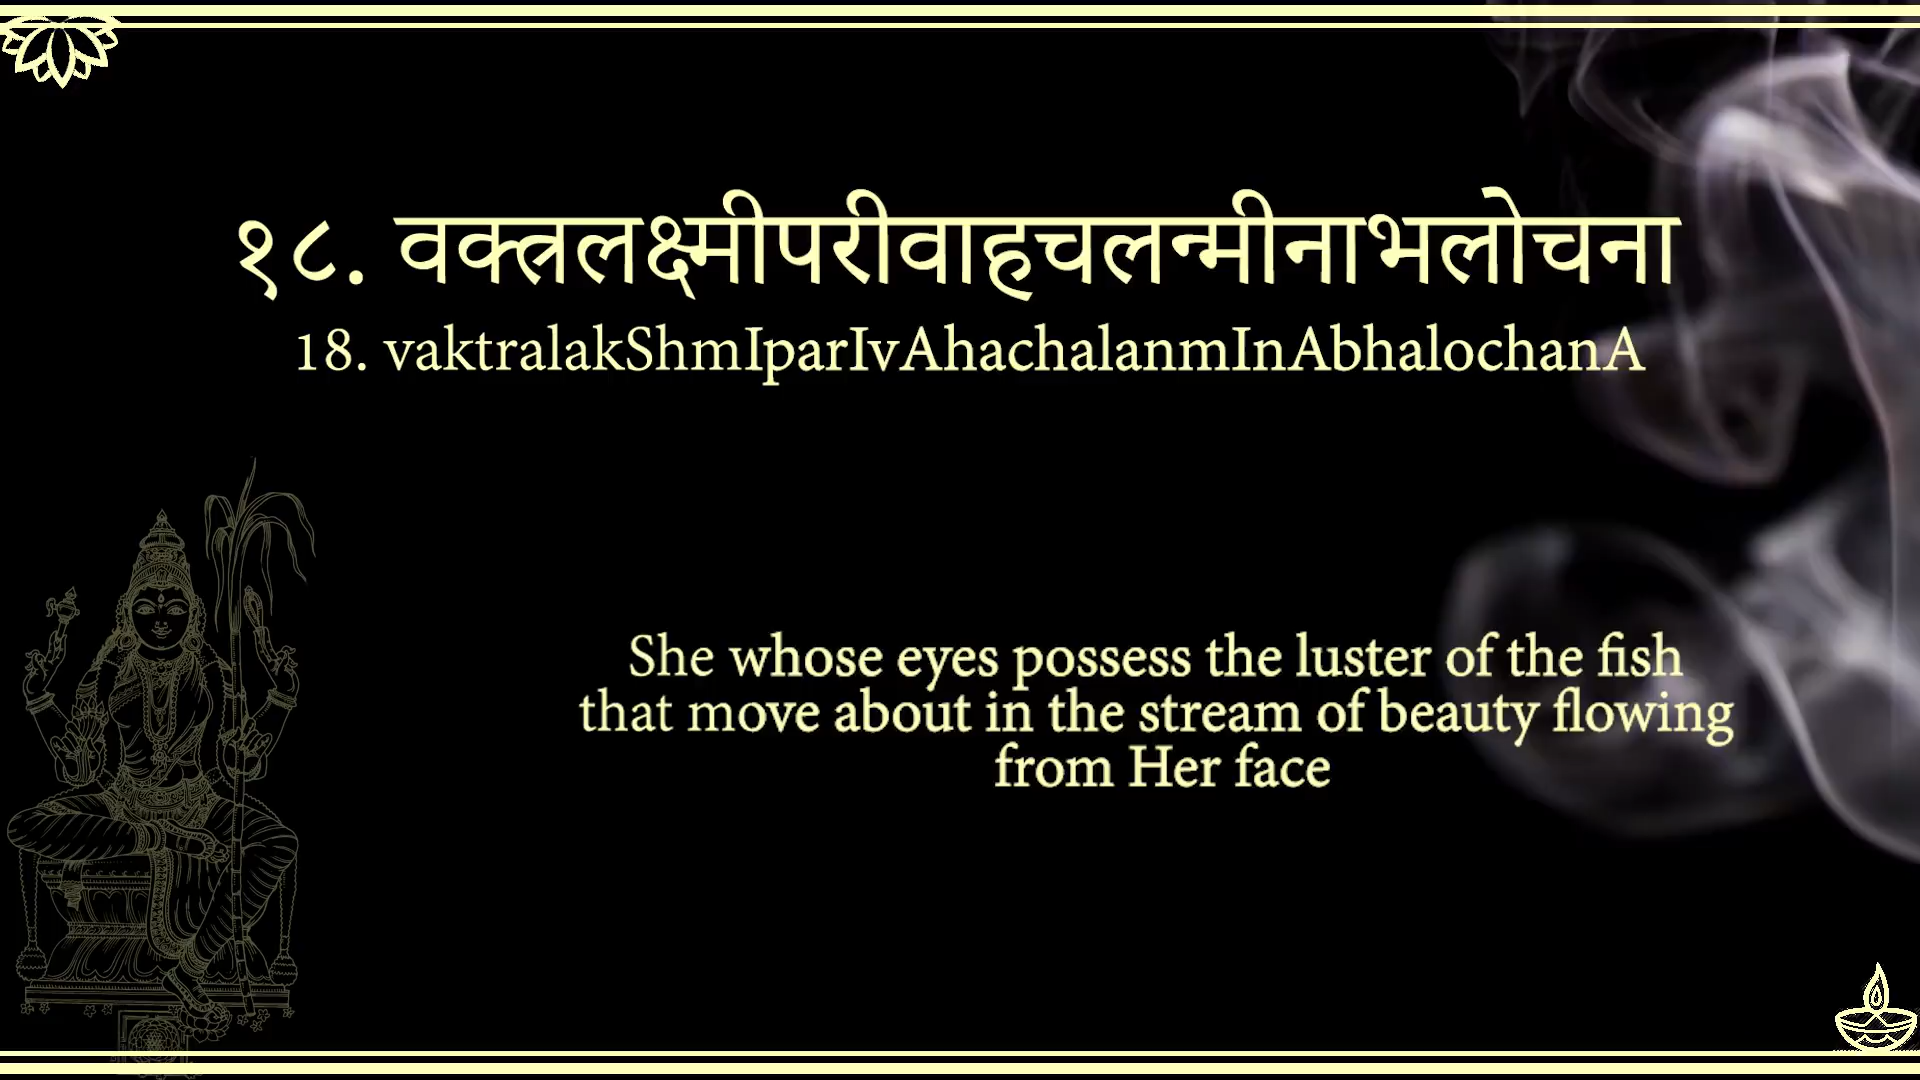 १८. वक्त्रलक्ष्मीपरीवाहचलन्मीनाभलोचना
18. vaktralakShmIparIvAhachalanmInAbhalochanA
She whose eyes possess the luster of the fish
that move about in the stream of beauty flowing
from Her face